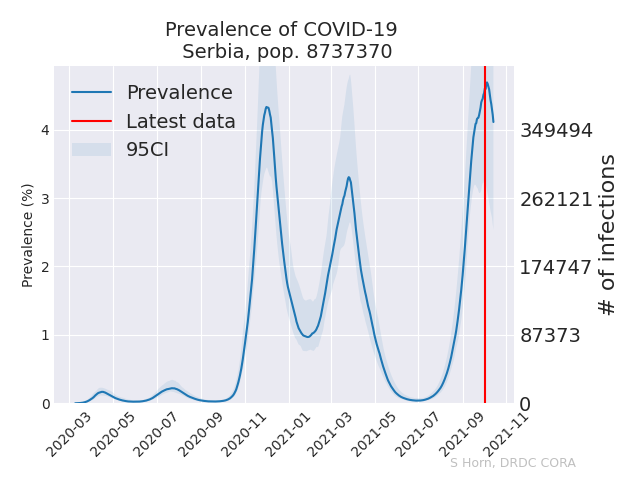 Prevalence of COVID-19
Serbia, pop. 8737370
Prevalence
Latest data
95CI
Prevalence (%)
4
3
2
1
0
349494
262121
174747
87373
0
# of infections
2020-03
2020-05
2020-07
2020-09
2020-11
2021-01
2021-03
2021-05
2021-07
2021-09
2021-11
S Horn, DRDC CORA